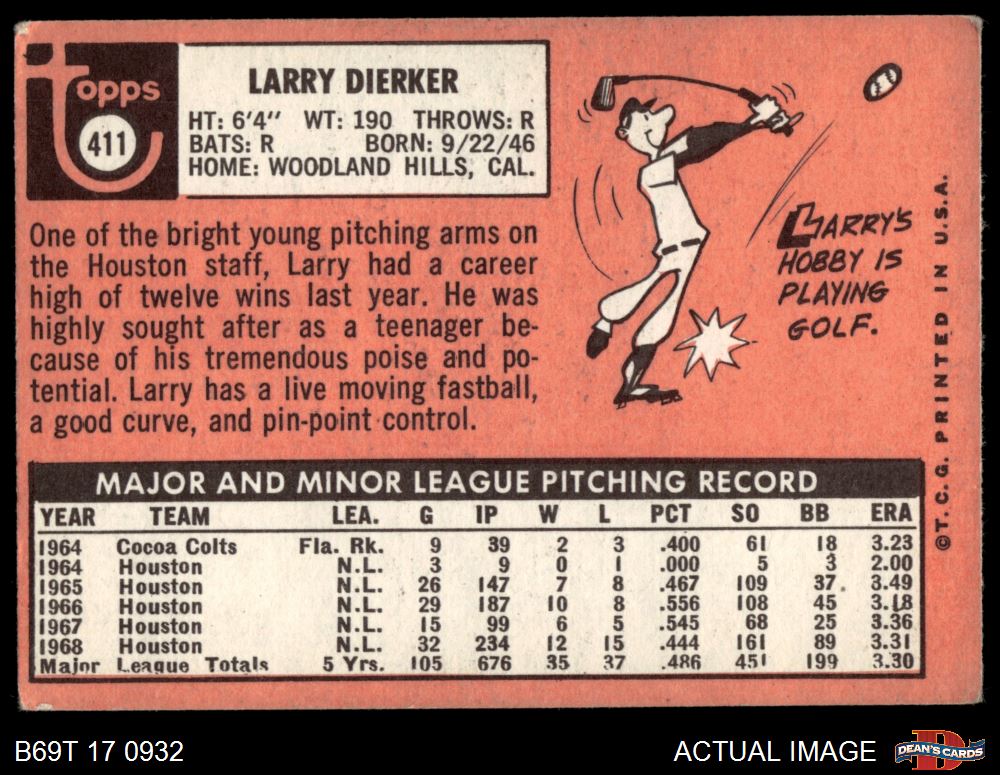 topps
411
LARRY DIERKER
HT: 6'4" WT: 190 THROWS: R
BATS: R BORN: 9/22/46
HOME: WOODLAND HILLS, CAL.
One of the bright young pitching arms on
the Houston staff, Larry had a career
high of twelve wins last year. He was
highly sought after as a teenager be-
cause of his tremendous poise and po-
tential. Larry has a live moving fastball,
a good curve, and pin-point control.
LARRY'S
HOBBY IS
PLAYING
GOLF.
©T.C.G. PRINTED IN U.S.A.
MAJOR AND MINOR LEAGUE PITCHING RECORD
YEAR TEAM LEA. G IP W L PCT SO BB ERA
1964 Cocoa Colts Fla. Rk. 9 39 2 3 .400 61 18 3.23
1964 Houston N.L. 3 9 0 1 .000 5 3 2.00
1965 Houston N.L. 26 147 7 8 .467 109 37 3.49
1966 Houston N.L. 29 187 10 8 .556 108 45 3.18
1967 Houston N.L. 15 99 6 5 .545 68 25 3.36
1968 Houston N.L. 32 234 12 15 .444 161 89 3.31
Major League Totals 5 Yrs. 105 676 35 37 .486 451 199 3.30
B69T 17 0932
ACTUAL IMAGE
DEAN'S CARDS